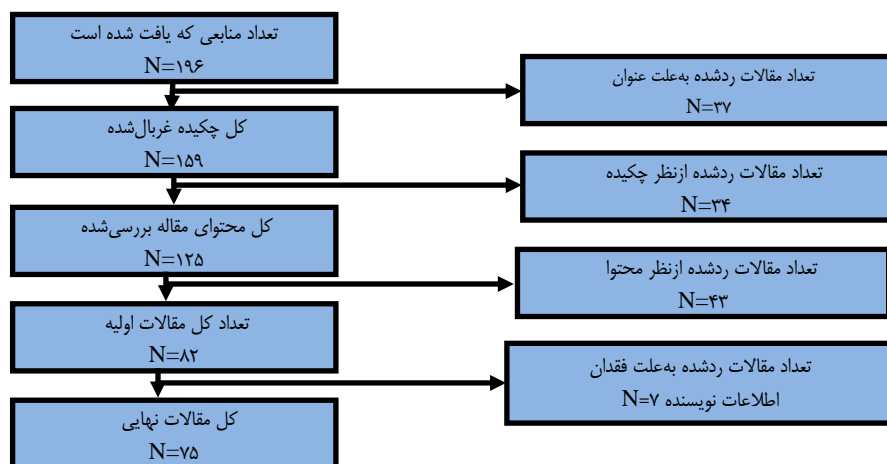 تعداد منابعی که یافت شده است
N=۱۹۶
تعداد مقالات ردشده به‌علت عنوان
N=۳۷
کل چکیده غربال‌شده
N=۱۵۹
تعداد مقالات ردشده ازنظر چکیده
N=۳۴
کل محتوای مقاله بررسی‌شده
N=۱۲۵
تعداد مقالات ردشده ازنظر محتوا
N=۴۳
تعداد کل مقالات اولیه
N=۸۲
تعداد مقالات ردشده به‌علت فقدان
اطلاعات نویسنده N=۷
کل مقالات نهایی
N=۷۵